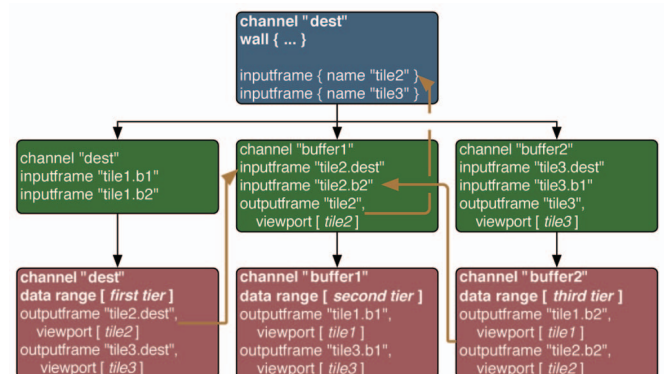 channel "dest"
wall { ... }
inputframe { name "tile2" }
inputframe { name "tile3" }
channel "dest"
inputframe "tile1.b1"
inputframe "tile1.b2"
channel "buffer1"
inputframe "tile2.dest"
inputframe "tile2.b2"
outputframe "tile2",
viewport [ tile2 ]
channel "buffer2"
inputframe "tile3.dest"
inputframe "tile3.b1"
outputframe "tile3",
viewport [ tile3 ]
channel "dest"
data range [ first tier ]
outputframe "tile2.dest",
viewport [ tile2 ]
outputframe "tile3.dest",
viewport [ tile3 ]
channel "buffer1"
data range [ second tier ]
outputframe "tile1.b1",
viewport [ tile1 ]
outputframe "tile3.b1",
viewport [ tile3 ]
channel "buffer2"
data range [ third tier ]
outputframe "tile1.b2",
viewport [ tile1 ]
outputframe "tile2.b2",
viewport [ tile2 ]